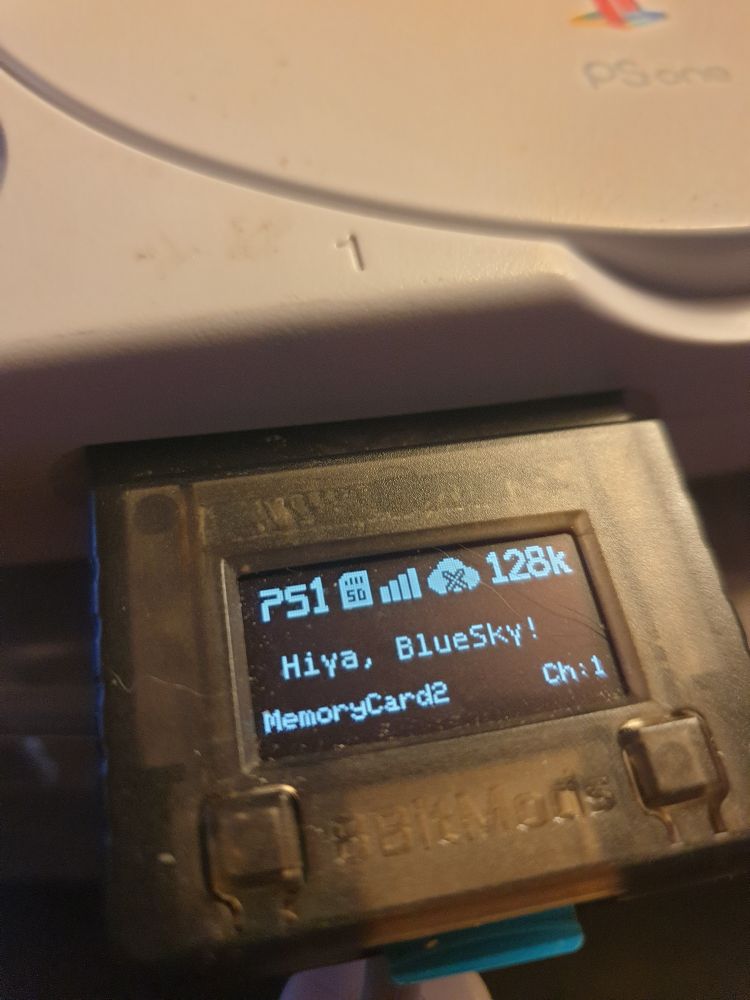 PS one
1
PS1 SD 128k
Hiya, BlueSky!
Ch:1
MemoryCard2
8BitMods